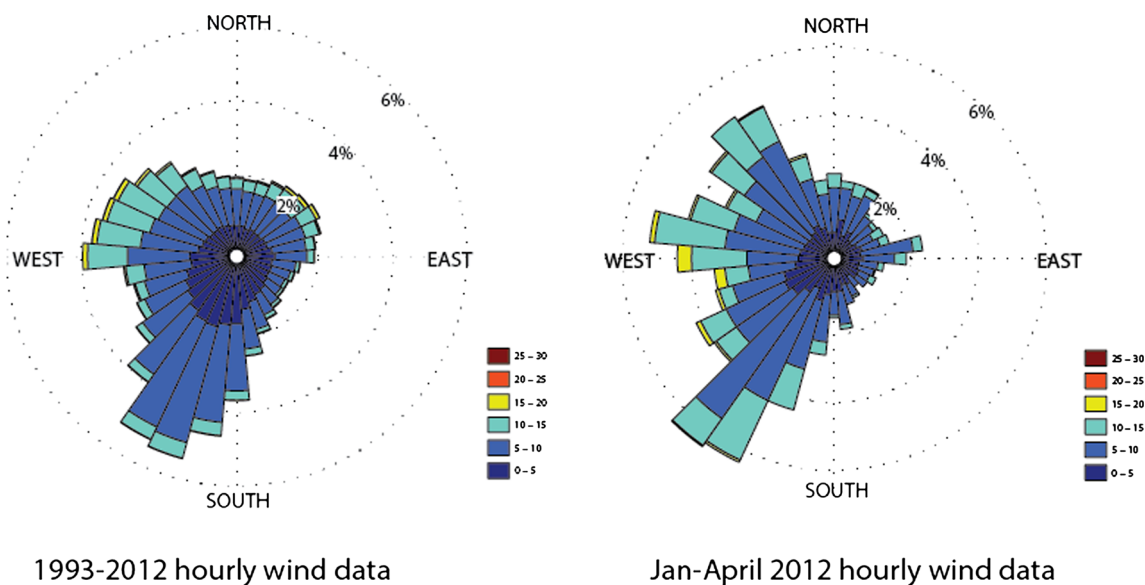 NORTH
6%
4%
2%
WEST
EAST
SOUTH
25 – 30
20 – 25
15 – 20
10 – 15
5 – 10
0 – 5
1993-2012 hourly wind data
NORTH
6%
4%
2%
WEST
EAST
SOUTH
25 – 30
20 – 25
15 – 20
10 – 15
5 – 10
0 – 5
Jan-April 2012 hourly wind data